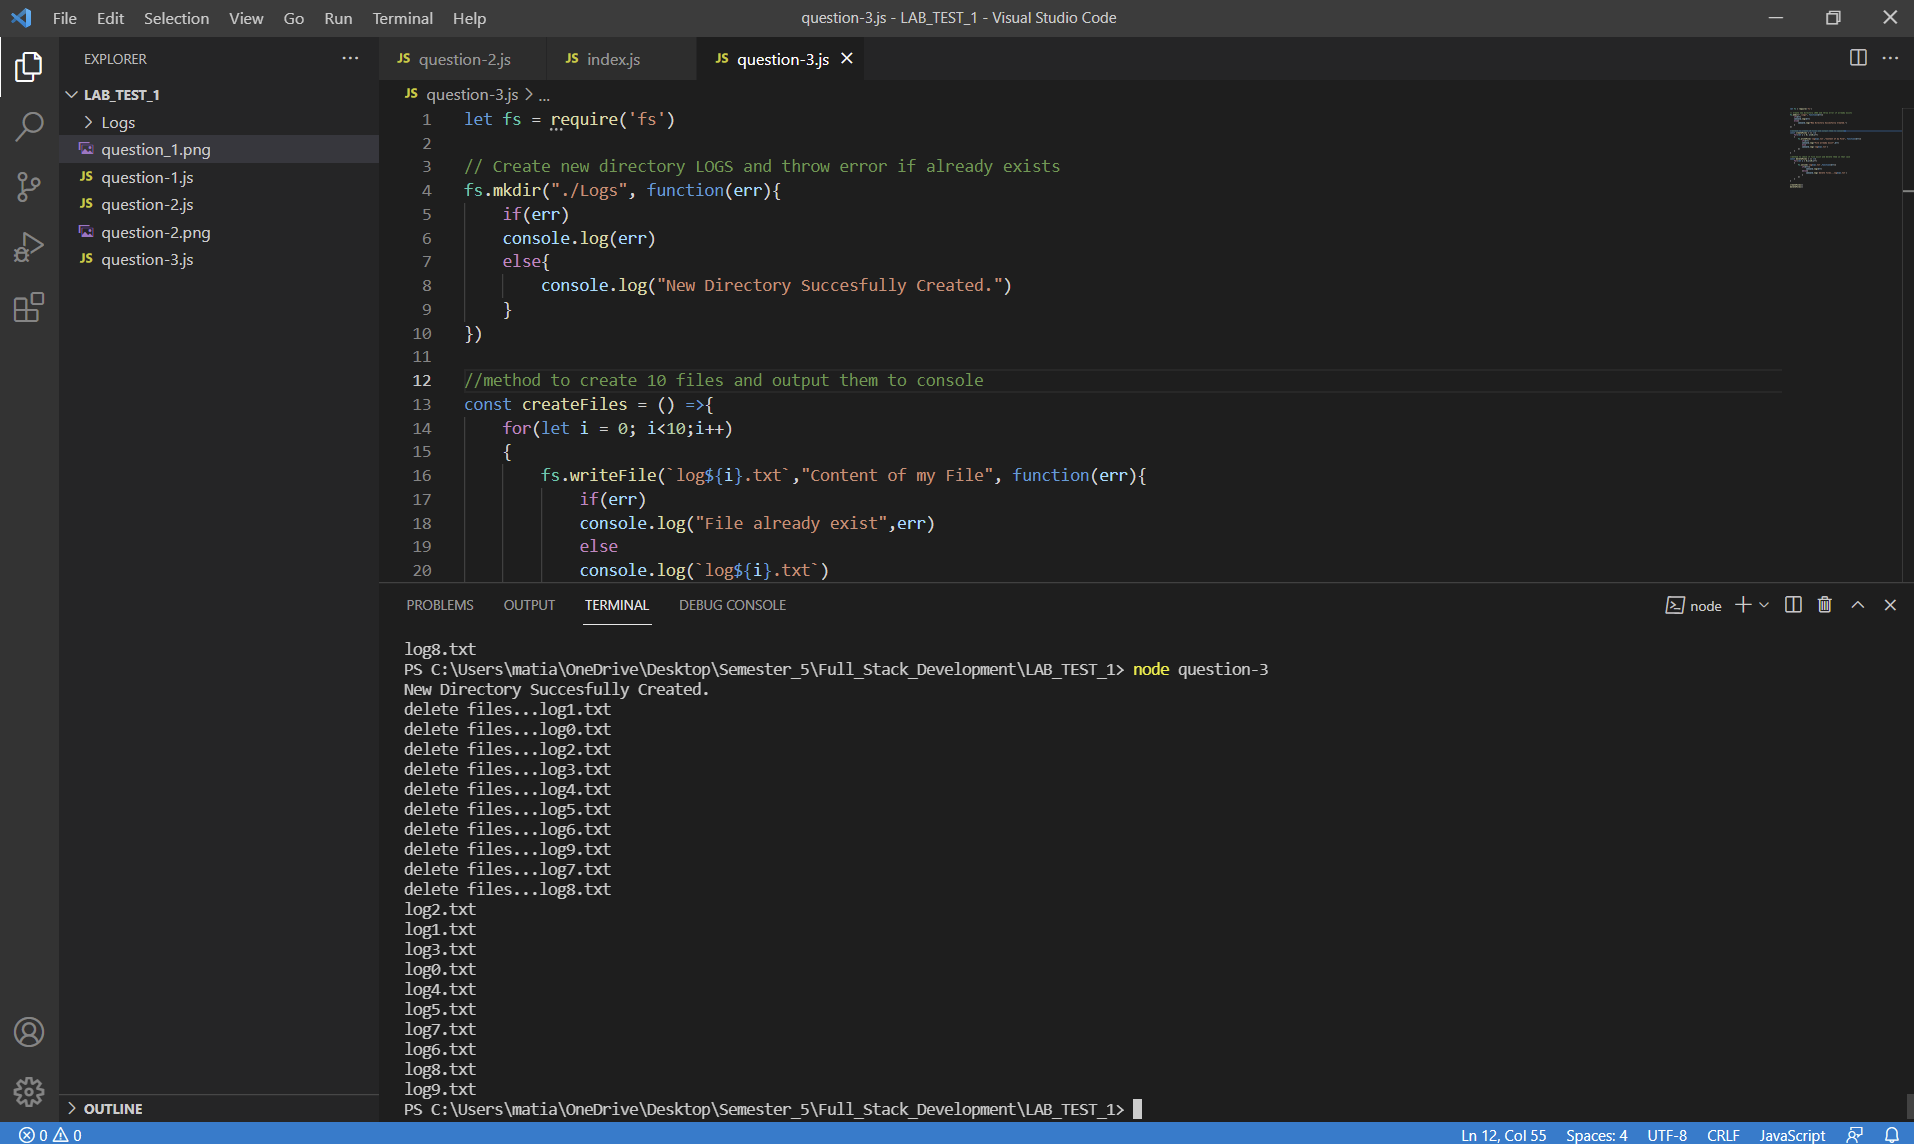 File Edit Selection View Go Run Terminal Help question-3.js - LAB_TEST_1 - Visual Studio Code
EXPLORER ...
LAB_TEST_1
Logs
question_1.png
JS question-1.js
JS question-2.js
question-2.png
JS question-3.js
OUTLINE
JS question-2.js JS index.js JS question-3.js
JS question-3.js > ...
1 let fs = require('fs')
2
3 // Create new directory LOGS and throw error if already exists
4 fs.mkdir("./Logs", function(err){
5 if(err)
6 console.log(err)
7 else{
8 console.log("New Directory Succesfully Created.")
9 }
10 })
11
12 //method to create 10 files and output them to console
13 const createFiles = () =>{
14 for(let i = 0; i<10;i++)
15 {
16 fs.writeFile(`log${i}.txt`,"Content of my File", function(err){
17 if(err)
18 console.log("File already exist",err)
19 else
20 console.log(`log${i}.txt`)
PROBLEMS OUTPUT TERMINAL DEBUG CONSOLE node
log8.txt
PS C:\Users\matia\OneDrive\Desktop\Semester_5\Full_Stack_Development\LAB_TEST_1> node question-3
New Directory Succesfully Created.
delete files...log1.txt
delete files...log0.txt
delete files...log2.txt
delete files...log3.txt
delete files...log4.txt
delete files...log5.txt
delete files...log6.txt
delete files...log9.txt
delete files...log7.txt
delete files...log8.txt
log2.txt
log1.txt
log3.txt
log0.txt
log4.txt
log5.txt
log7.txt
log6.txt
log8.txt
log9.txt
PS C:\Users\matia\OneDrive\Desktop\Semester_5\Full_Stack_Development\LAB_TEST_1>
0 0 Ln 12, Col 55 Spaces: 4 UTF-8 CRLF JavaScript